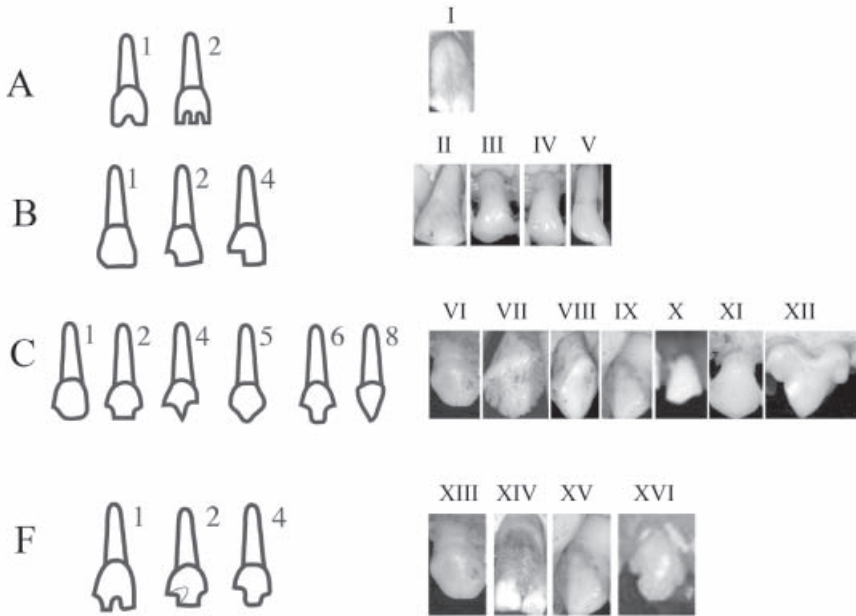 I
A 1 2
II III IV V
B 1 2 4
VI VII VIII IX X XI XII
C 1 2 4 5 6 8
XIII XIV XV XVI
F 1 2 4